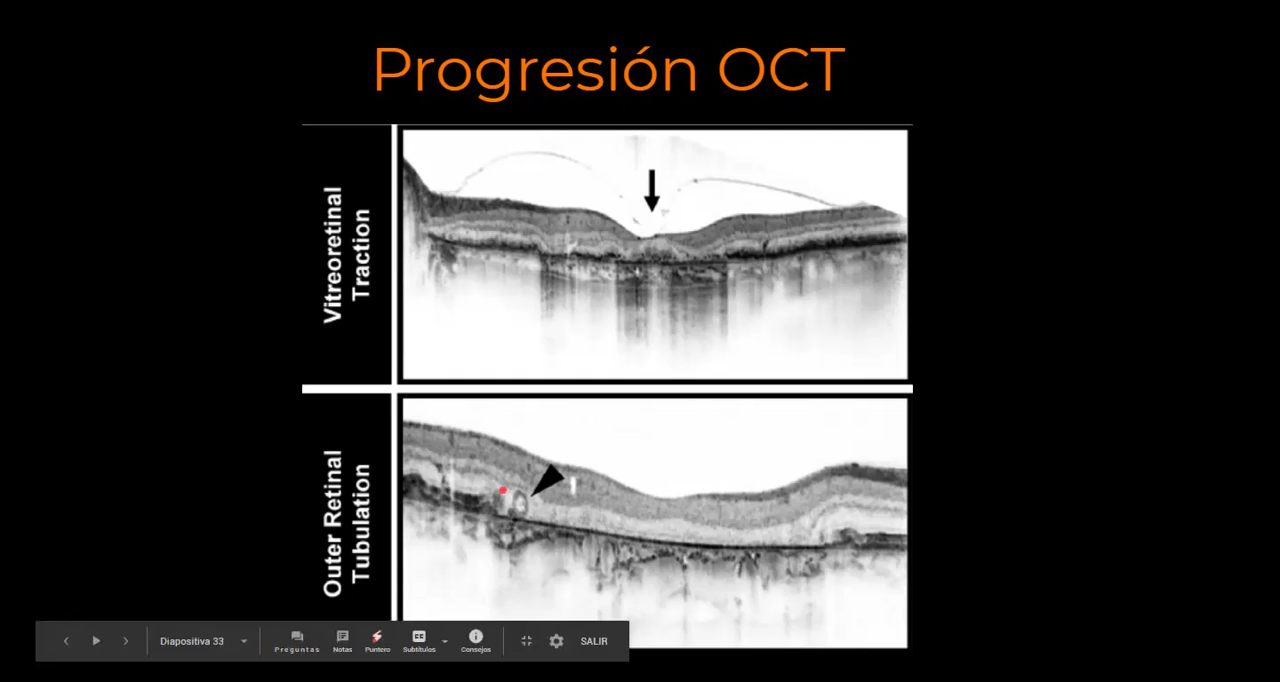 Progresión OCT
Vitreoretinal
Traction
Outer Retinal
Tubulation
Diapositiva 33
Preguntas
Notas
Puntero
Subtítulos
Consejos
SALIR